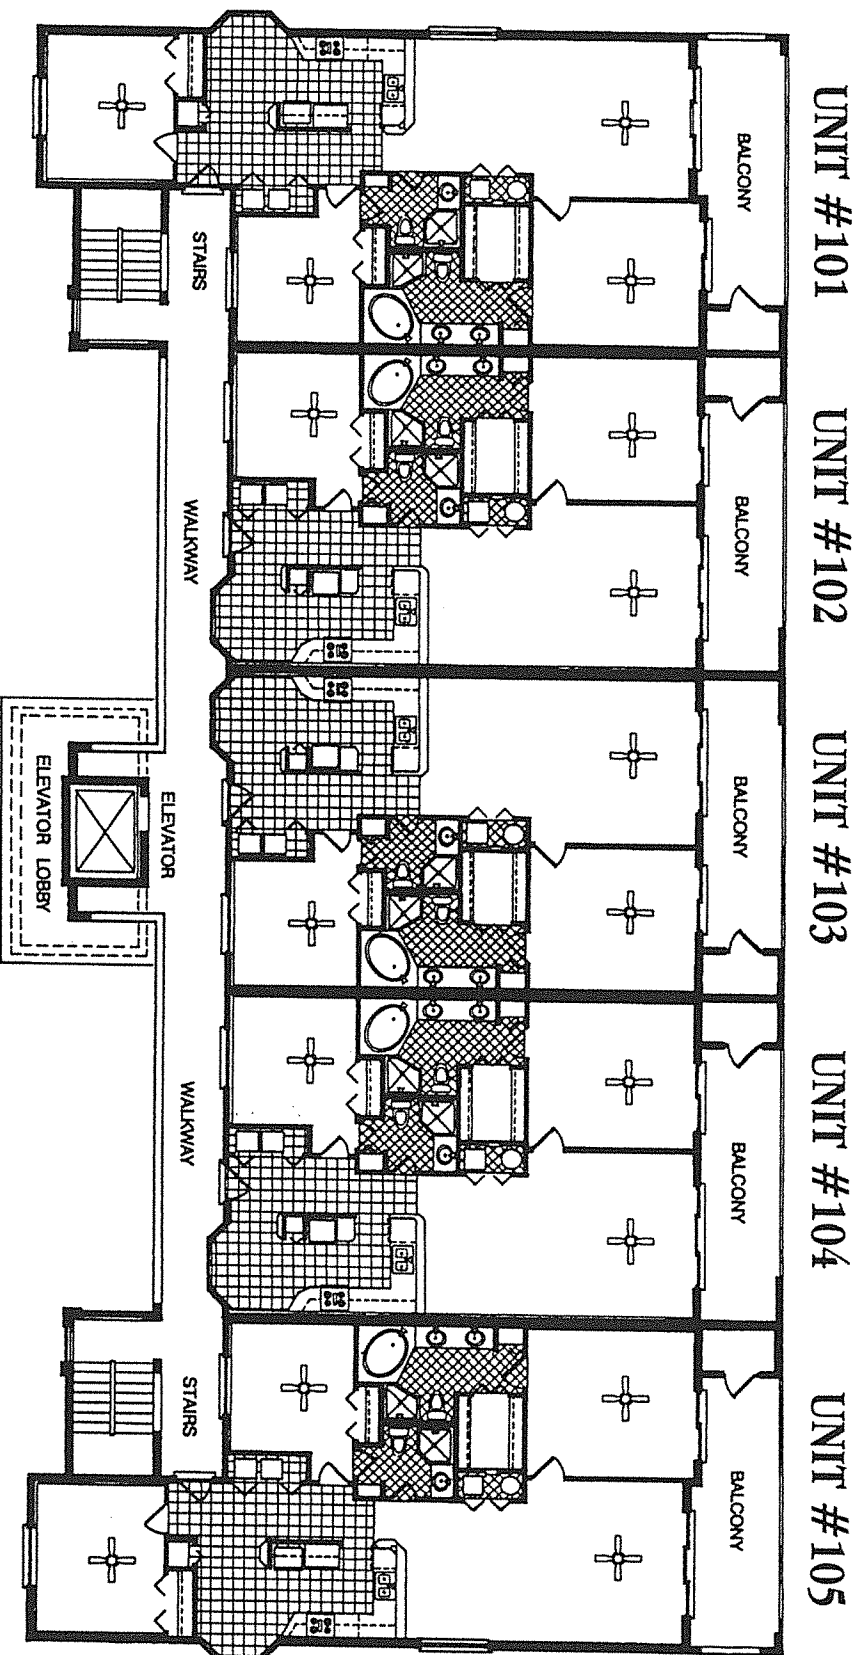 UNIT #101
UNIT #102
UNIT #103
UNIT #104
UNIT #105
BALCONY
BALCONY
BALCONY
BALCONY
BALCONY
STAIRS
WALKWAY
ELEVATOR
ELEVATOR LOBBY
WALKWAY
STAIRS